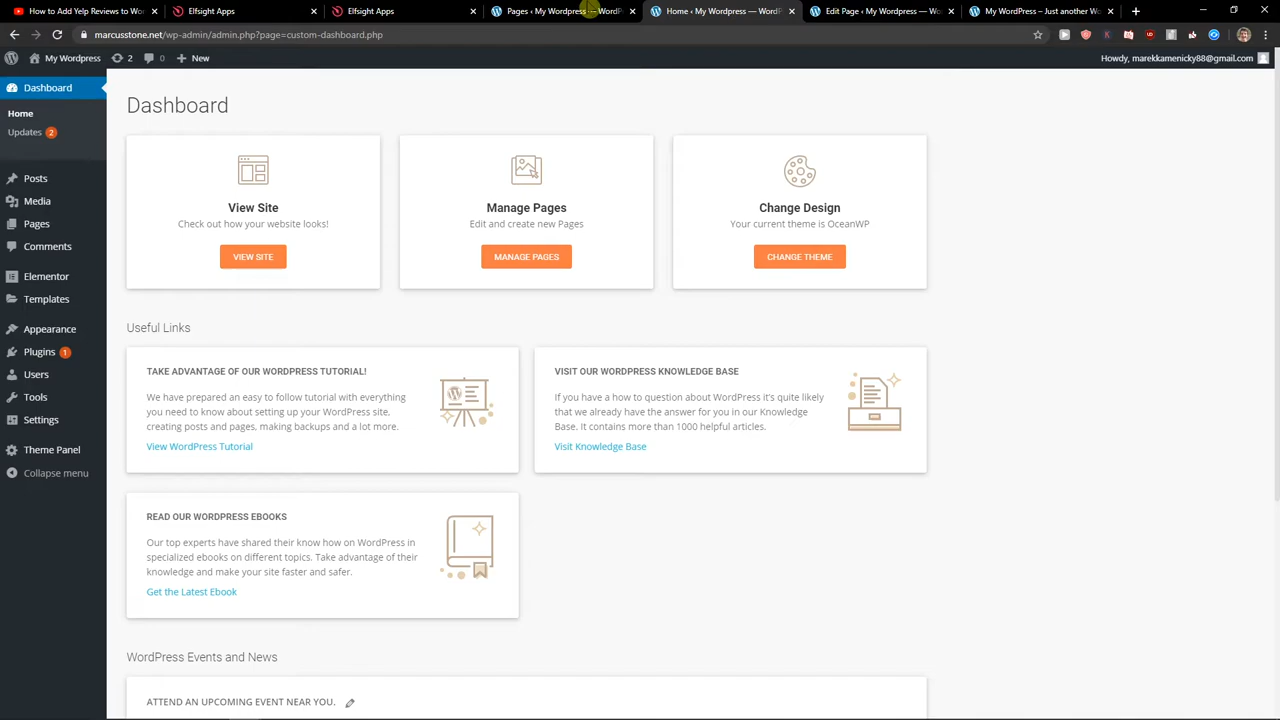 How to Add Yelp Reviews to Word
Elfsight Apps
Elfsight Apps
Pages ‹ My Wordpress — WordPr
Home ‹ My Wordpress — WordPr
Edit Page ‹ My Wordpress — Wor
My Wordpress – Just another Wo
marcusstone.net/wp-admin/admin.php?page=custom-dashboard.php
My Wordpress
2
0
New
Howdy, marekkamenicky88@gmail.com
Dashboard
Home
Updates 2
Posts
Media
Pages
Comments
Elementor
Templates
Appearance
Plugins 1
Users
Tools
Settings
Theme Panel
Collapse menu
Dashboard
View Site
Check out how your website looks!
VIEW SITE
Manage Pages
Edit and create new Pages
MANAGE PAGES
Change Design
Your current theme is OceanWP
CHANGE THEME
Useful Links
TAKE ADVANTAGE OF OUR WORDPRESS TUTORIAL!
We have prepared an easy to follow tutorial with everything
you need to know about setting up your WordPress site,
creating posts and pages, making backups and a lot more.
View WordPress Tutorial
VISIT OUR WORDPRESS KNOWLEDGE BASE
If you have a how to question about WordPress it's quite likely
that we already have the answer for you in our Knowledge
Base. It contains more than 1000 helpful articles.
Visit Knowledge Base
READ OUR WORDPRESS EBOOKS
Our top experts have shared their know how on WordPress in
specialized ebooks on different topics. Take advantage of their
knowledge and make your site faster and safer.
Get the Latest Ebook
WordPress Events and News
ATTEND AN UPCOMING EVENT NEAR YOU.